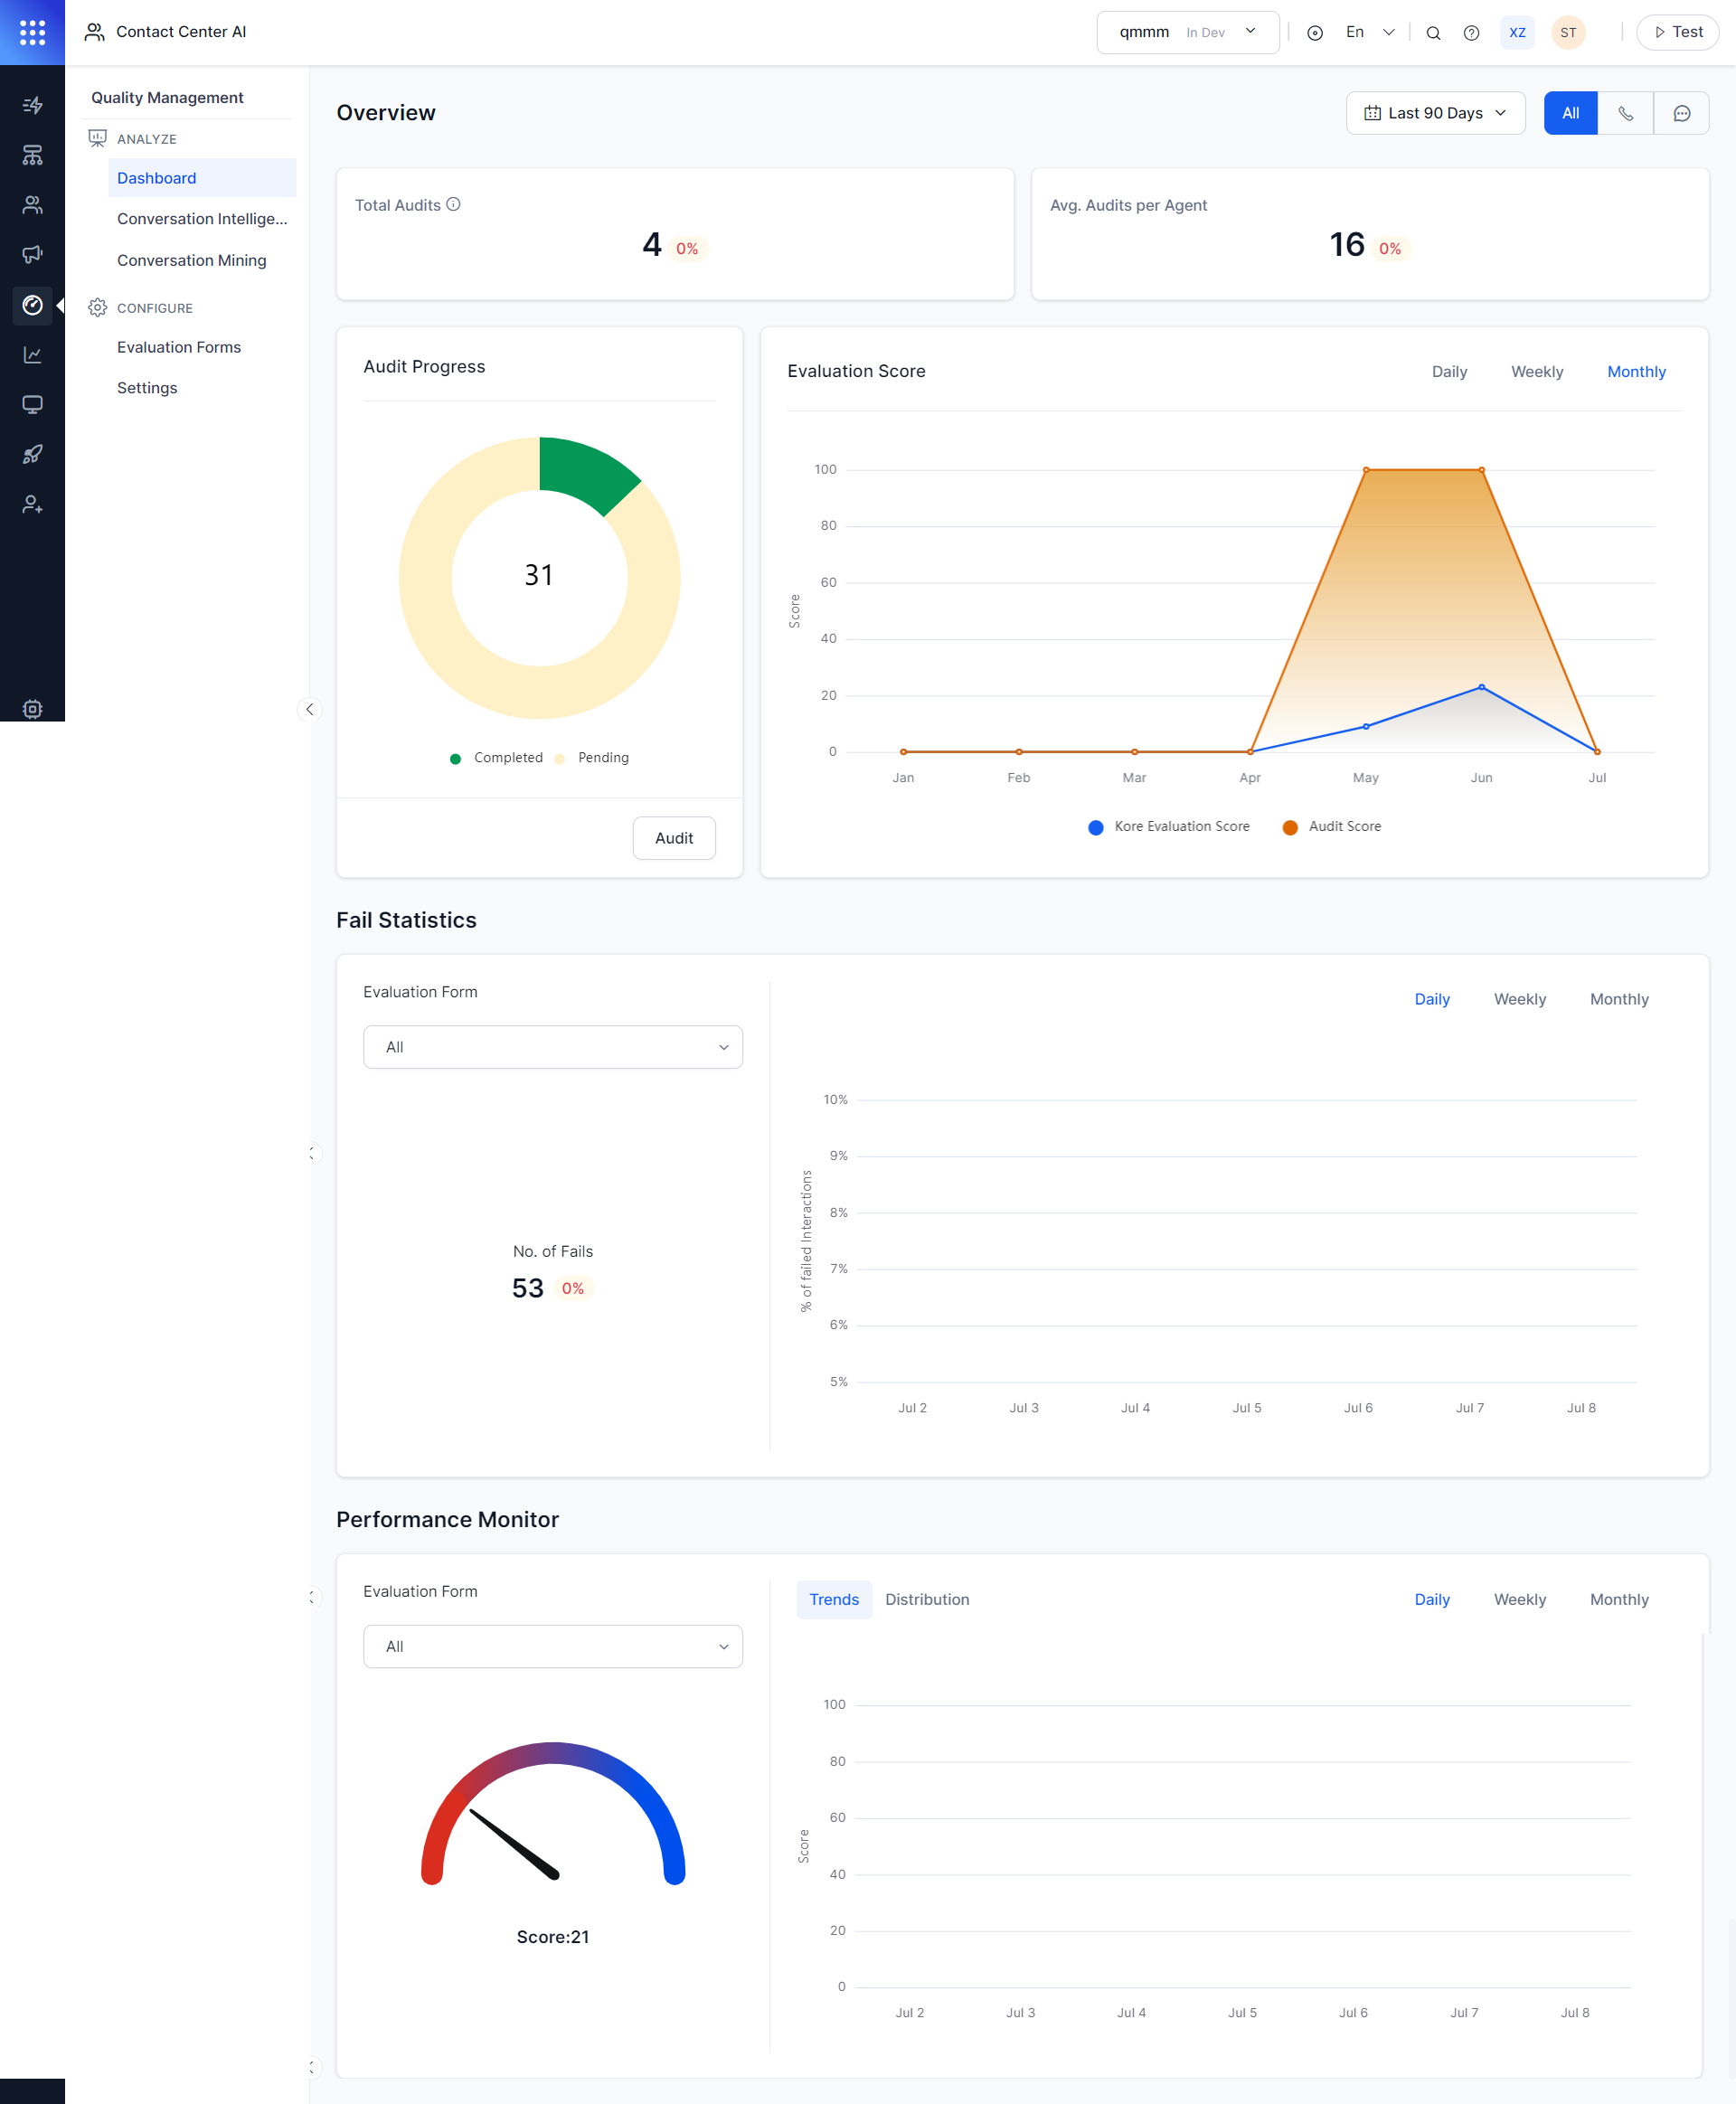 Contact Center AI
qmmm In Dev
En
XZ
ST
Test
Quality Management
ANALYZE
Dashboard
Conversation Intellige...
Conversation Mining
CONFIGURE
Evaluation Forms
Settings
Overview
Last 90 Days
All
Total Audits
4 0%
Avg. Audits per Agent
16 0%
Audit Progress
31
Completed Pending
Audit
Evaluation Score
Daily Weekly Monthly
Score
100
80
60
40
20
0
Jan Feb Mar Apr May Jun Jul
Kore Evaluation Score Audit Score
Fail Statistics
Evaluation Form
All
No. of Fails
53 0%
Daily Weekly Monthly
% of failed Interactions
10%
9%
8%
7%
6%
5%
Jul 2 Jul 3 Jul 4 Jul 5 Jul 6 Jul 7 Jul 8
Performance Monitor
Evaluation Form
All
Score:21
Trends Distribution
Daily Weekly Monthly
Score
100
80
60
40
20
0
Jul 2 Jul 3 Jul 4 Jul 5 Jul 6 Jul 7 Jul 8